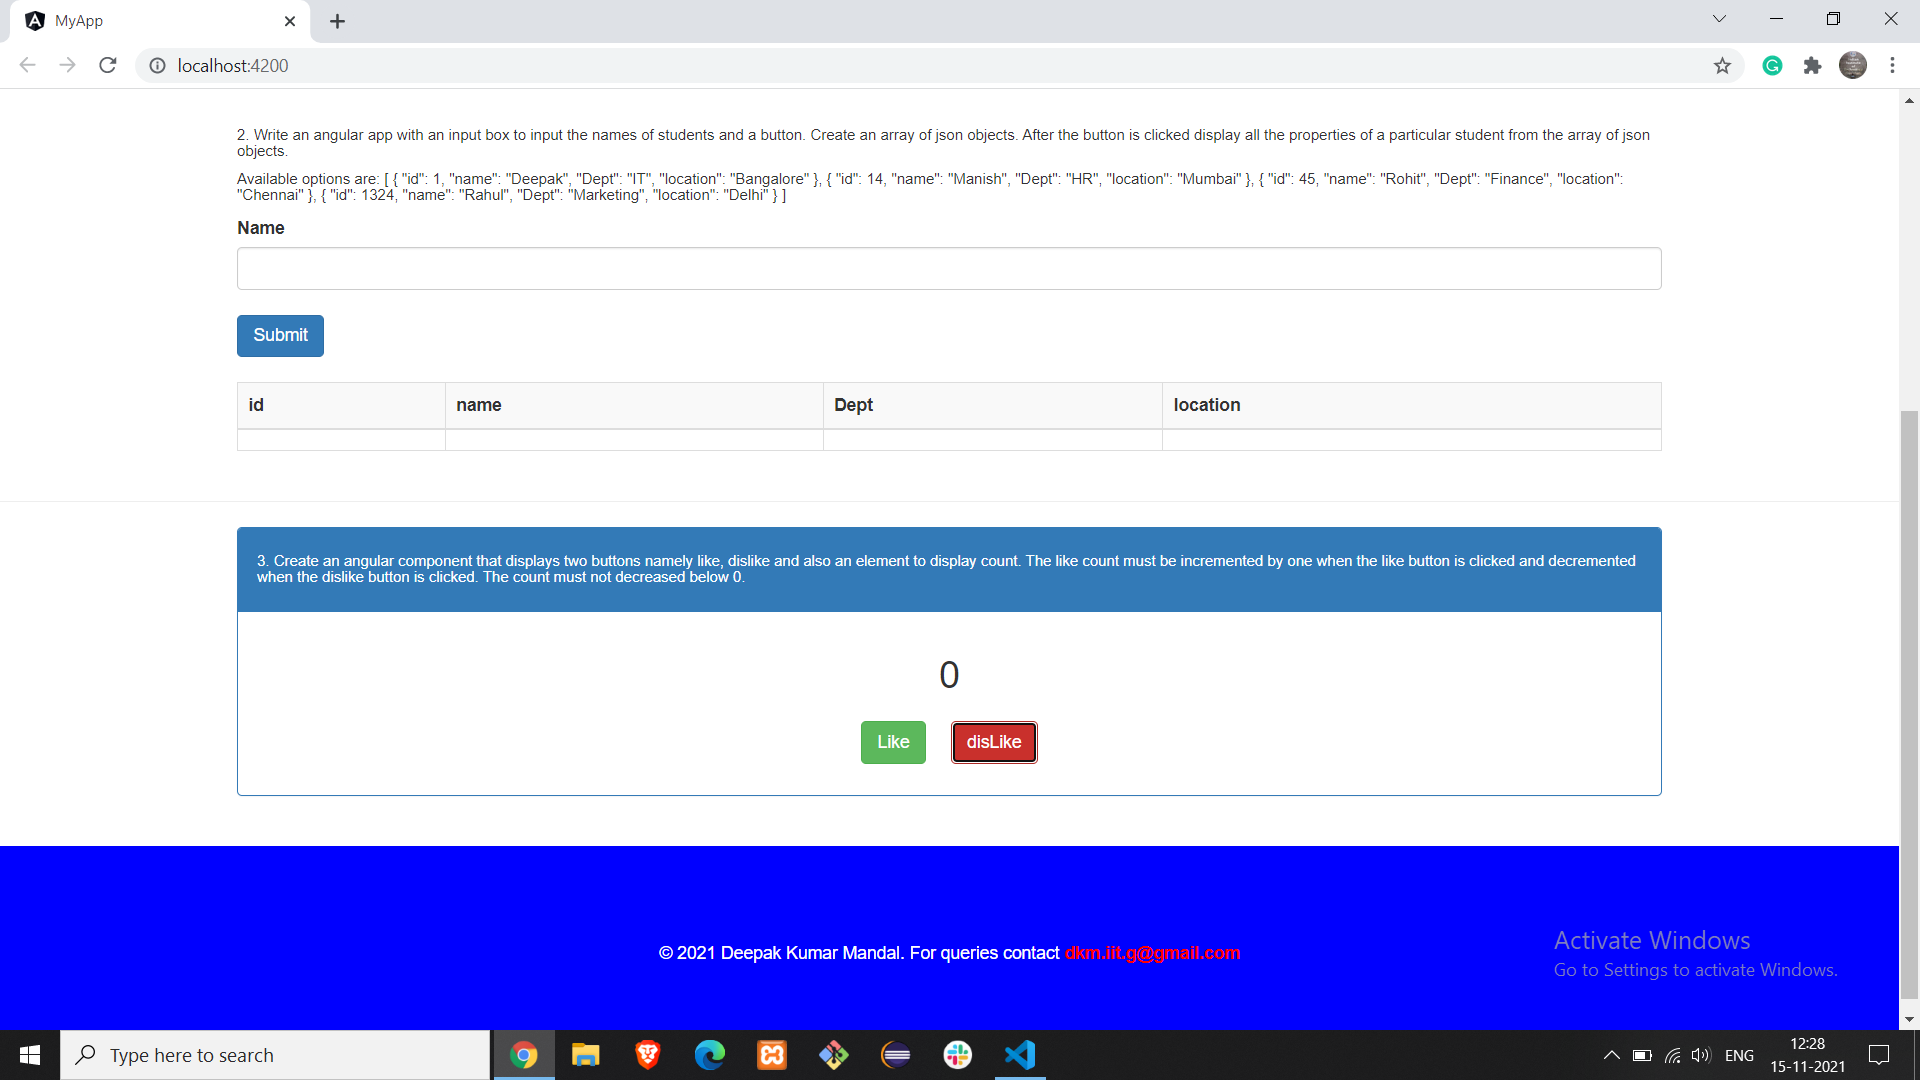 MyApp
localhost:4200
2. Write an angular app with an input box to input the names of students and a button. Create an array of json objects. After the button is clicked display all the properties of a particular student from the array of json
objects.
Available options are: [ { "id": 1, "name": "Deepak", "Dept": "IT", "location": "Bangalore" }, { "id": 14, "name": "Manish", "Dept": "HR", "location": "Mumbai" }, { "id": 45, "name": "Rohit", "Dept": "Finance", "location":
"Chennai" }, { "id": 1324, "name": "Rahul", "Dept": "Marketing", "location": "Delhi" } ]
Name
Submit
id name Dept location
3. Create an angular component that displays two buttons namely like, dislike and also an element to display count. The like count must be incremented by one when the like button is clicked and decremented
when the dislike button is clicked. The count must not decreased below 0.
0
Like disLike
© 2021 Deepak Kumar Mandal. For queries contact dkm.iit.g@gmail.com
Activate Windows
Go to Settings to activate Windows.
Type here to search
ENG
12:28
15-11-2021